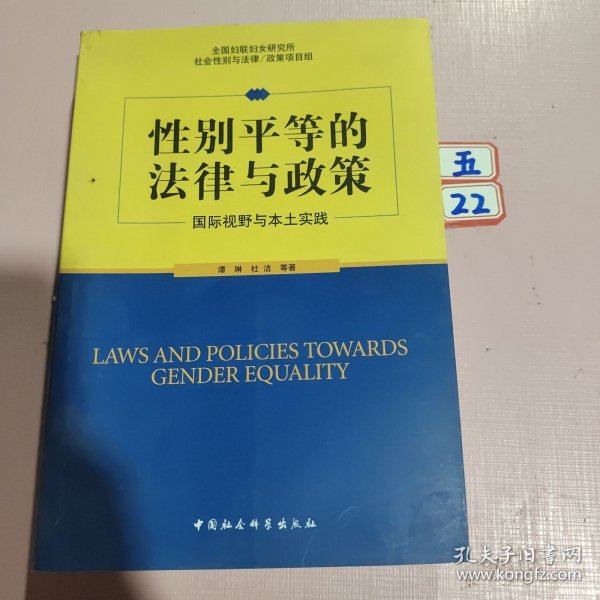 全国妇联妇女研究所
社会性别与法律/政策项目组
性别平等的
法律与政策
国际视野与本土实践
谭 琳 杜 洁 等著
LAWS AND POLICIES TOWARDS
GENDER EQUALITY
中国社会科学出版社
五
22
孔夫子旧书网
www.kongfz.com